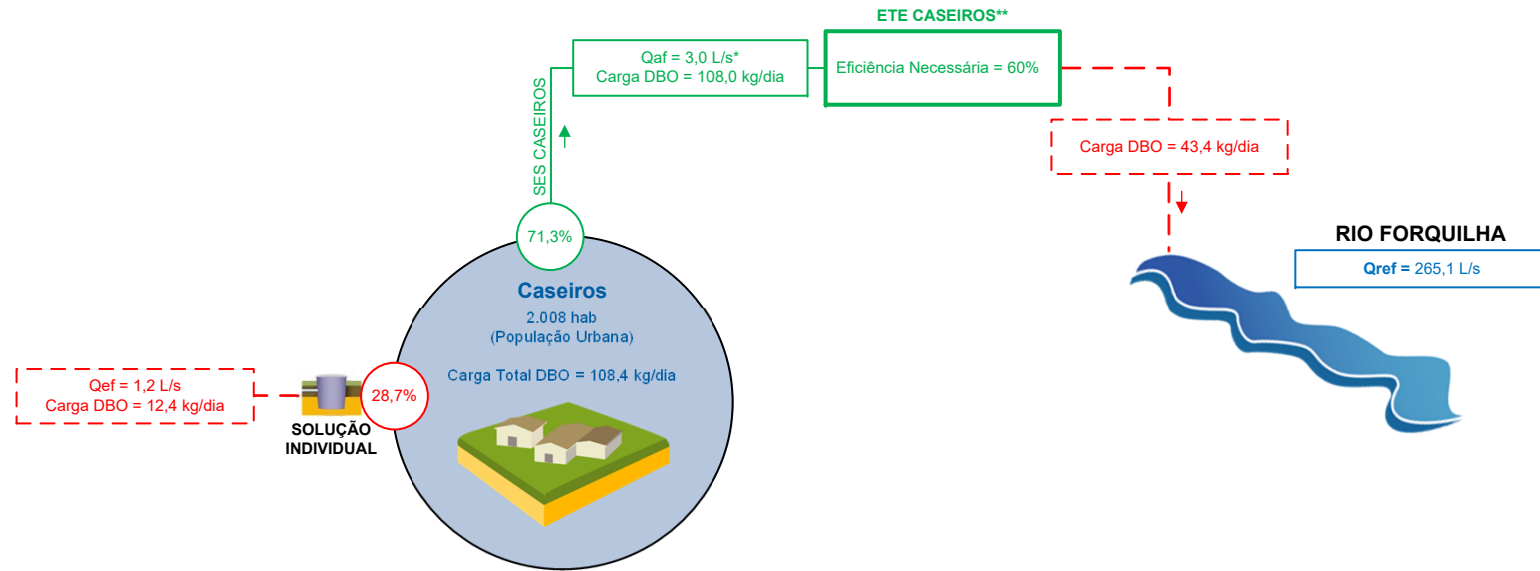 ETE CASEIROS**
Qaf = 3,0 L/s*
Carga DBO = 108,0 kg/dia
Eficiência Necessária = 60%
SES CASEIROS
Carga DBO = 43,4 kg/dia
RIO FORQUILHA
Qref = 265,1 L/s
71,3%
Caseiros
2.008 hab
(População Urbana)
Carga Total DBO = 108,4 kg/dia
28,7%
Qef = 1,2 L/s
Carga DBO = 12,4 kg/dia
SOLUÇÃO
INDIVIDUAL